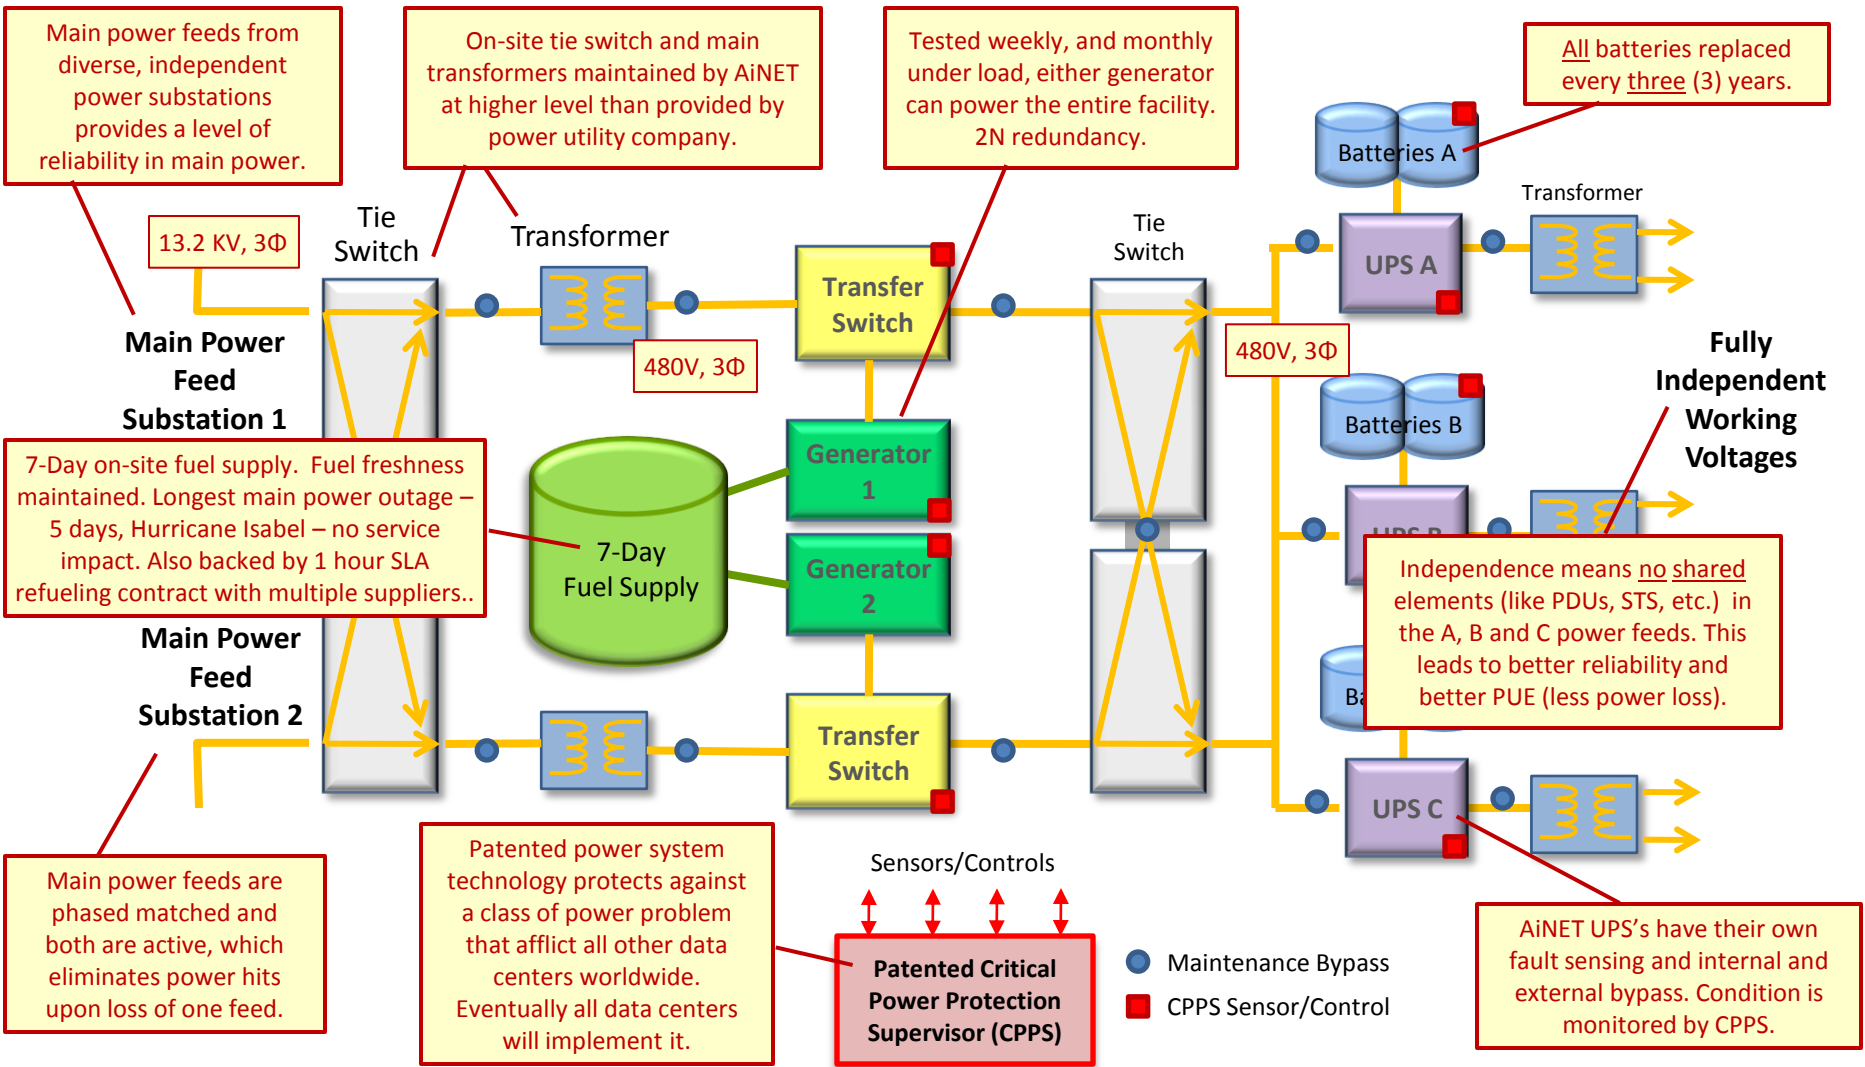 Main power feeds from
diverse, independent
power substations
provides a level of
reliability in main power.
On-site tie switch and main
transformers maintained by AiNET
at higher level than provided by
power utility company.
Tested weekly, and monthly
under load, either generator
can power the entire facility.
2N redundancy.
All batteries replaced
every three (3) years.
Batteries A
Transformer
13.2 KV, 3Φ
Tie
Switch
Transformer
Tie
Switch
UPS A
Transfer
Switch
Main Power
Feed
Substation 1
480V, 3Φ
480V, 3Φ
Fully
Independent
Working
Voltages
Batteries B
7-Day on-site fuel supply. Fuel freshness
maintained. Longest main power outage –
5 days, Hurricane Isabel – no service
impact. Also backed by 1 hour SLA
refueling contract with multiple suppliers..
7-Day
Fuel Supply
Generator
1
Generator
2
UPS
Independence means no shared
elements (like PDUs, STS, etc.) in
the A, B and C power feeds. This
leads to better reliability and
better PUE (less power loss).
Main Power
Feed
Substation 2
Transfer
Switch
UPS C
Main power feeds are
phased matched and
both are active, which
eliminates power hits
upon loss of one feed.
Patented power system
technology protects against
a class of power problem
that afflict all other data
centers worldwide.
Eventually all data centers
will implement it.
Sensors/Controls
Patented Critical
Power Protection
Supervisor (CPPS)
Maintenance Bypass
CPPS Sensor/Control
AiNET UPS’s have their own
fault sensing and internal and
external bypass. Condition is
monitored by CPPS.